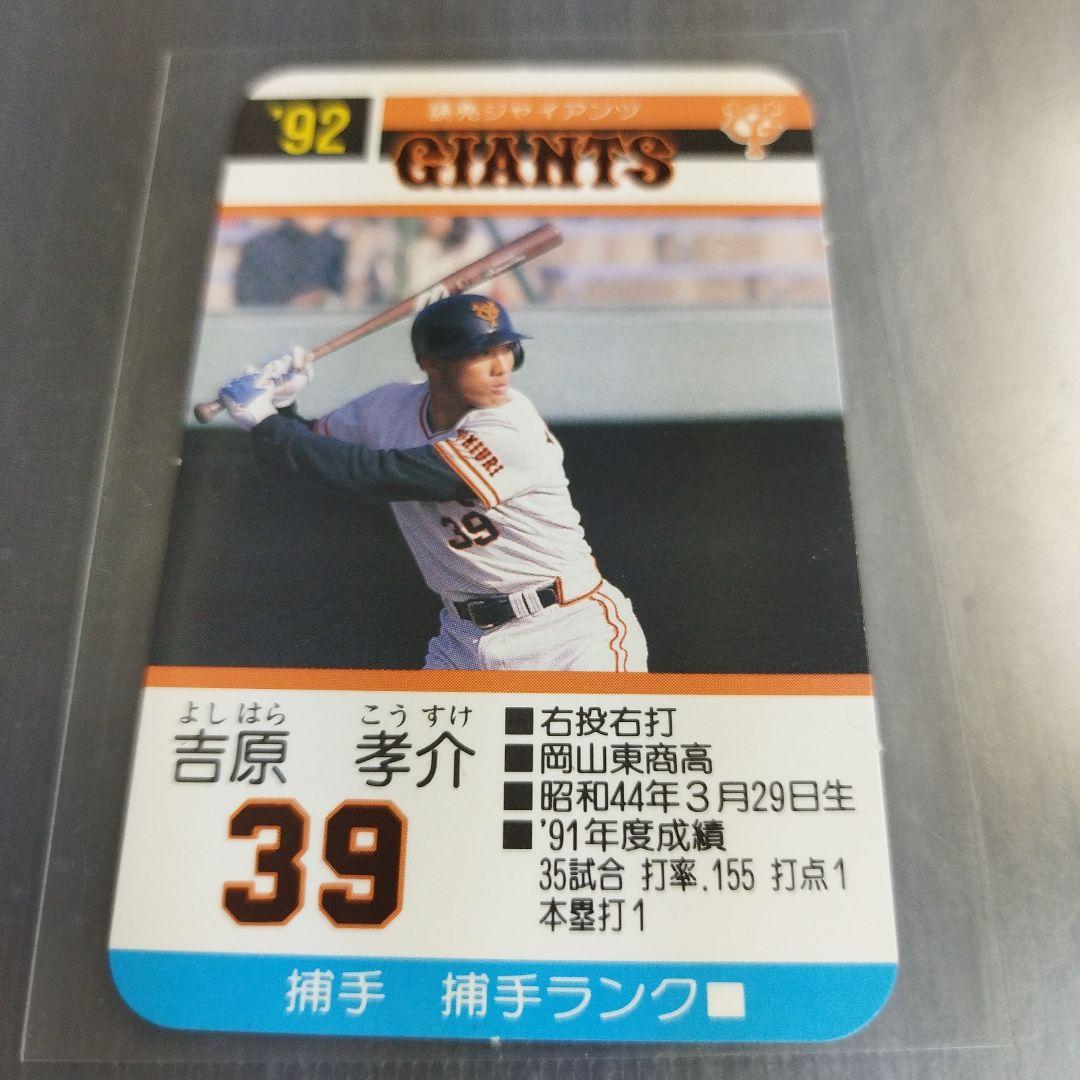 '92
読売ジャイアンツ
GIANTS
39
よしはら こうすけ
吉原 孝介
39
■右投右打
■岡山東商高
■昭和44年3月29日生
■'91年度成績
35試合 打率.155 打点1
本塁打1
捕手 捕手ランク■